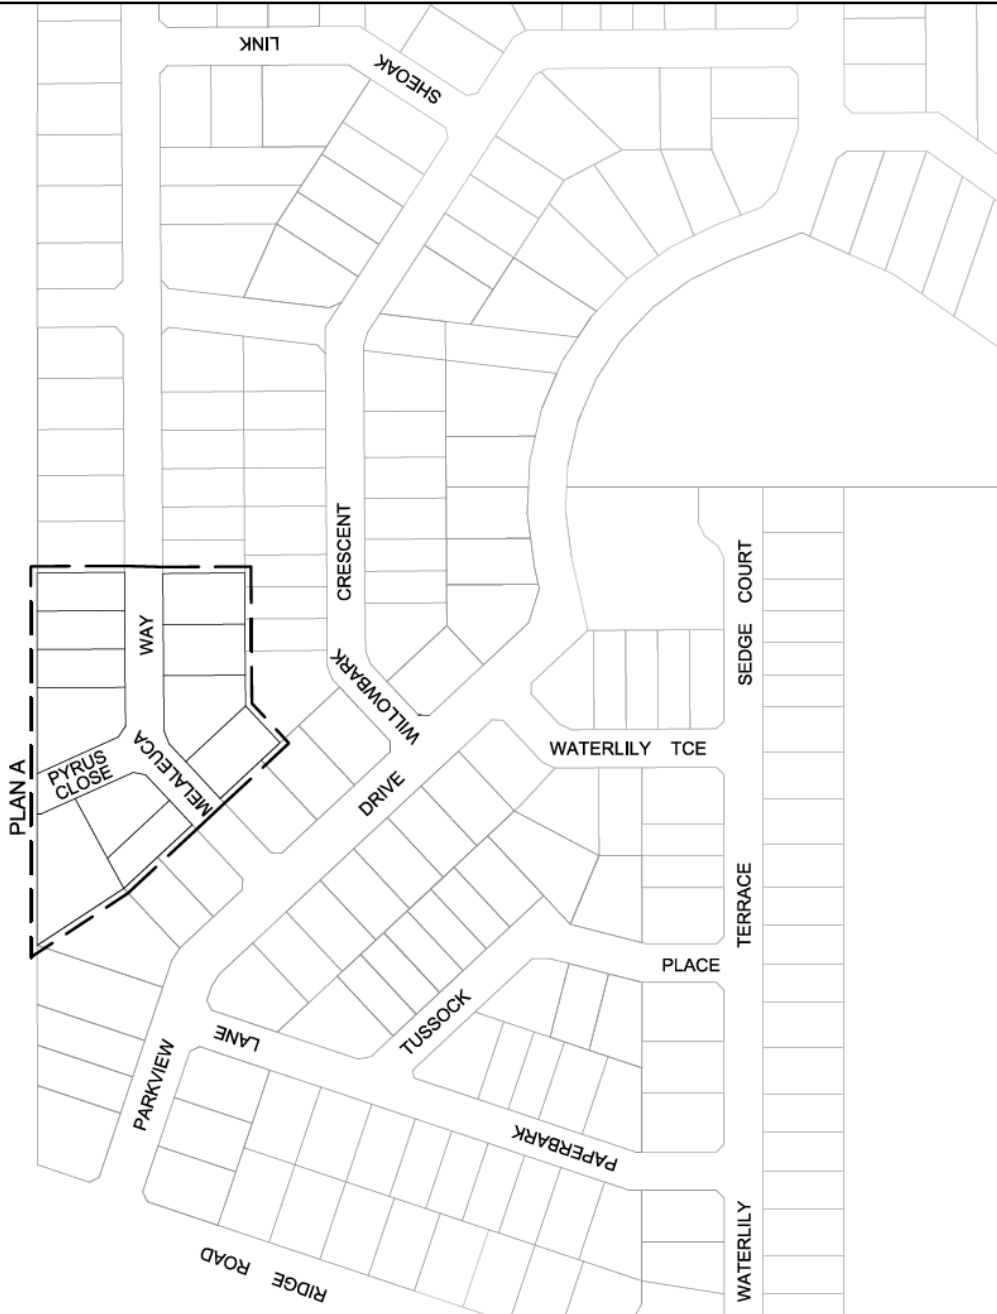 LINK
SHEOAK
CRESCENT
WILLOWBARK
WAY
MELALEUCA
PYRUS
CLOSE
PLAN A
DRIVE
PARKVIEW
WATERLILY TCE
SEDGE COURT
TERRACE
WATERLILY
PLACE
TUSSOCK
LANE
PAPERBARK
RIDGE ROAD